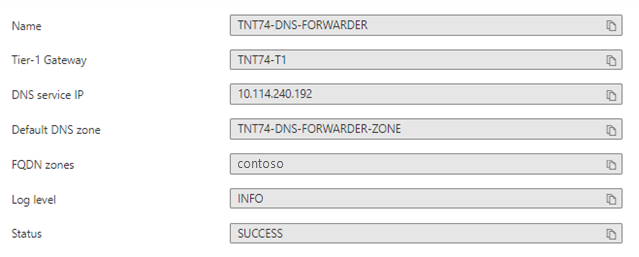 Name TNT74-DNS-FORWARDER
Tier-1 Gateway TNT74-T1
DNS service IP 10.114.240.192
Default DNS zone TNT74-DNS-FORWARDER-ZONE
FQDN zones contoso
Log level INFO
Status SUCCESS